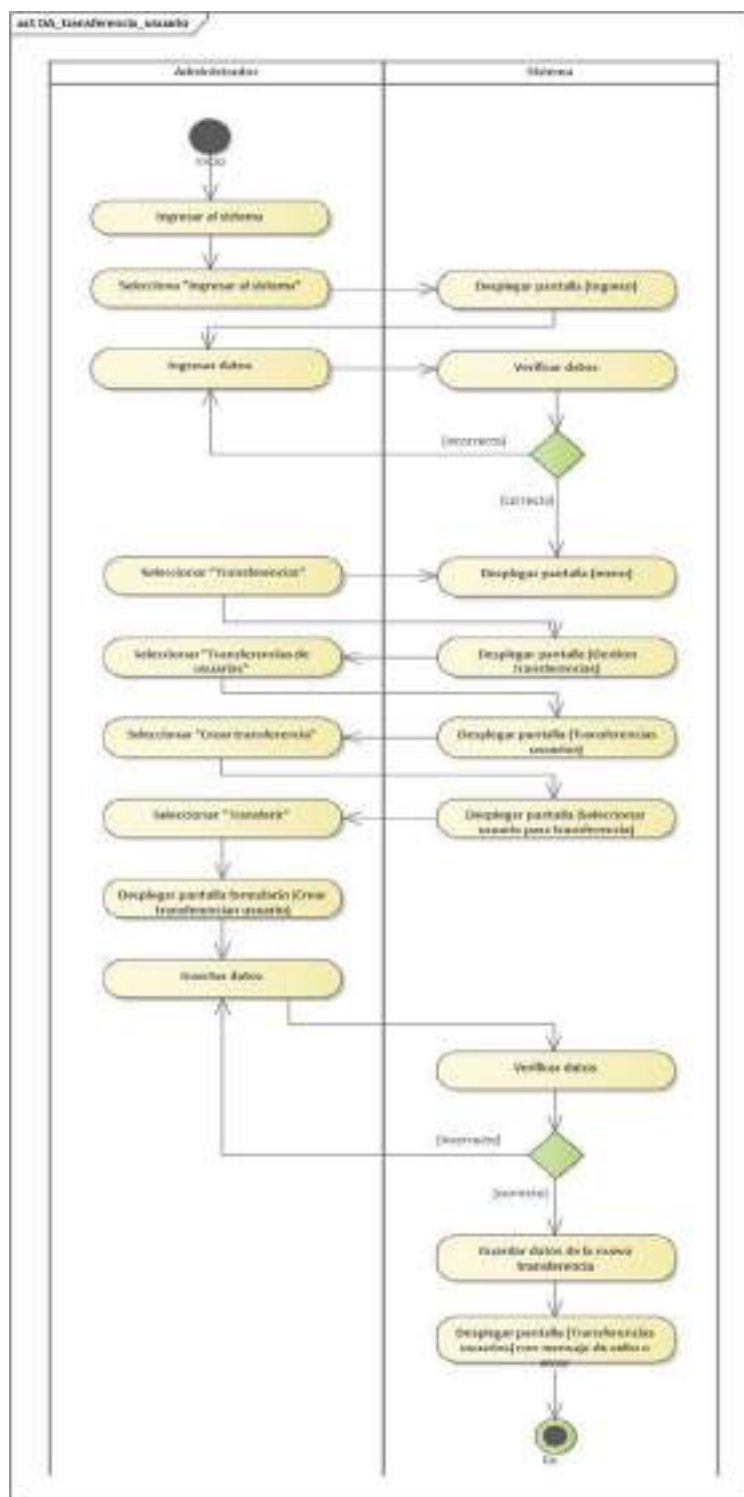 act DA_transferencia_usuario
Administrador
Sistema
Inicio
Ingresar al sistema
Selecciona "Ingresar al sistema"
Desplegar pantalla (Ingreso)
Ingresar datos
Verificar datos
[incorrecto]
[correcto]
Seleccionar "Transferencias"
Desplegar pantalla (menu)
Seleccionar "Transferencias de
usuarios"
Desplegar pantalla (Gestion
Transferencias)
Seleccionar "Crear transferencia"
Desplegar pantalla (Transferencias
usuarios)
Seleccionar "Transferir"
Desplegar pantalla (Seleccionar
usuario para transferencia)
Desplegar pantalla formulario (Crear
transferencias usuario)
Insertar datos
Verificar datos
[incorrecto]
[correcto]
Guardar datos de la nueva
transferencia
Desplegar pantalla (Transferencias
usuarios) con mensaje de exito o
error